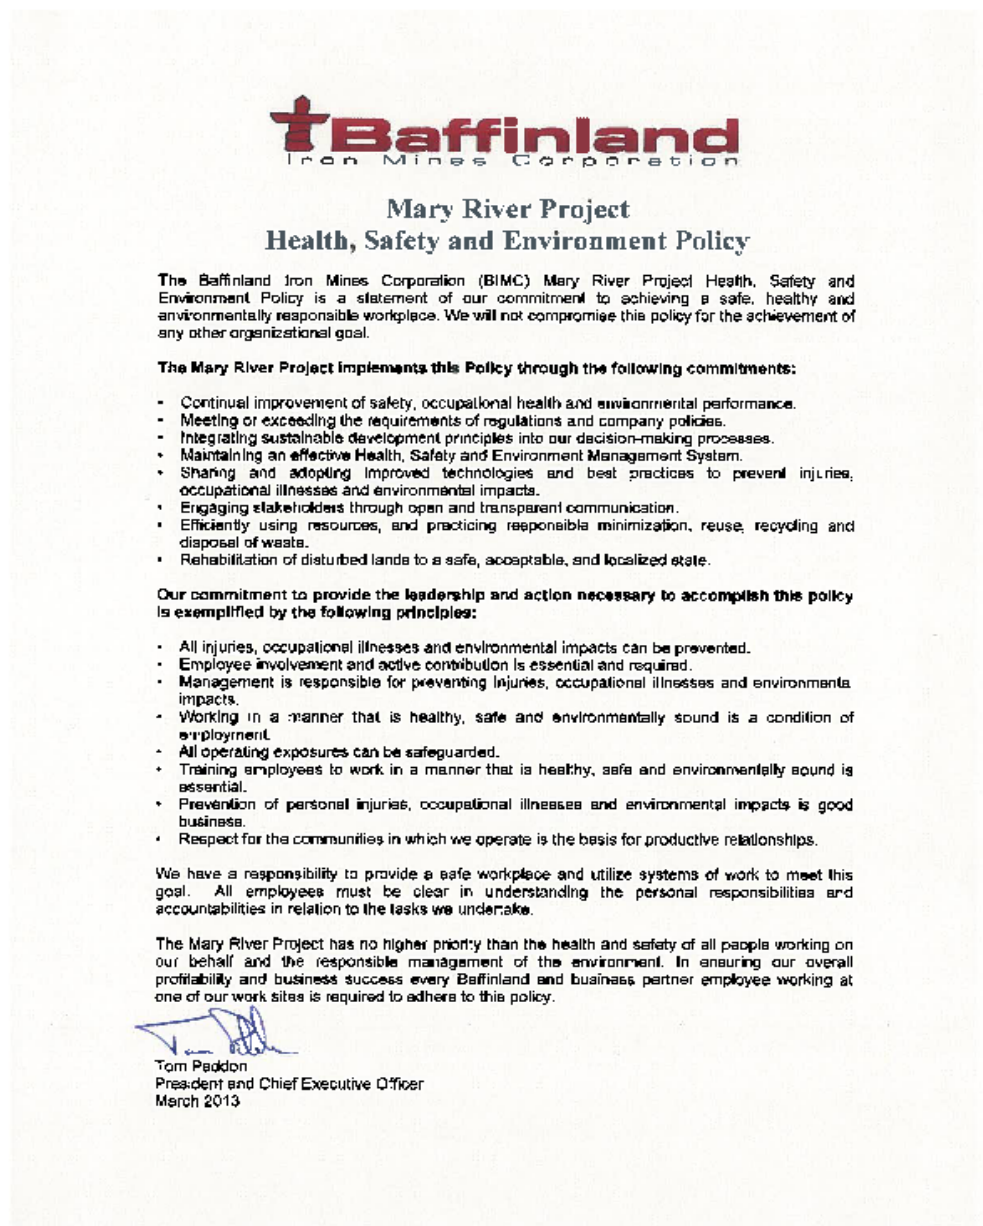 Baffinland
Iron Mines Corporation
Mary River Project
Health, Safety and Environment Policy
The Baffinland Iron Mines Corporation (BIMC) Mary River Project Health, Safety and
Environment Policy is a statement of our commitment to achieving a safe, healthy and
environmentally responsible workplace. We will not compromise this policy for the achievement of
any other organizational goal.
The Mary River Project implements this Policy through the following commitments:
- Continual improvement of safety, occupational health and environmental performance.
- Meeting or exceeding the requirements of regulations and company policies.
- Integrating sustainable development principles into our decision-making processes.
- Maintaining an effective Health, Safety and Environment Management System.
- Sharing and adopting improved technologies and best practices to prevent injuries,
occupational illnesses and environmental impacts.
- Engaging stakeholders through open and transparent communication.
- Efficiently using resources, and practicing responsible minimization, reuse, recycling and
disposal of waste.
- Rehabilitation of disturbed lands to a safe, acceptable, and localized state.
Our commitment to provide the leadership and action necessary to accomplish this policy
is exemplified by the following principles:
- All injuries, occupational illnesses and environmental impacts can be prevented.
- Employee involvement and active contribution is essential and required.
- Management is responsible for preventing injuries, occupational illnesses and environmenta
impacts.
- Working in a manner that is healthy, safe and environmentally sound is a condition of
employment.
- All operating exposures can be safeguarded.
- Training employees to work in a manner that is healthy, safe and environmentally sound is
essential.
- Prevention of personal injuries, occupational illnesses and environmental impacts is good
business.
- Respect for the communities in which we operate is the basis for productive relationships.
We have a responsibility to provide a safe workplace and utilize systems of work to meet this
goal. All employees must be clear in understanding the personal responsibilities and
accountabilities in relation to the tasks we undertake.
The Mary River Project has no higher priority than the health and safety of all people working on
our behalf and the responsible management of the environment. In ensuring our overall
profitability and business success every Baffinland and business partner employee working at
one of our work sites is required to adhere to this policy.
Tom Paddon
President and Chief Executive Officer
March 2013